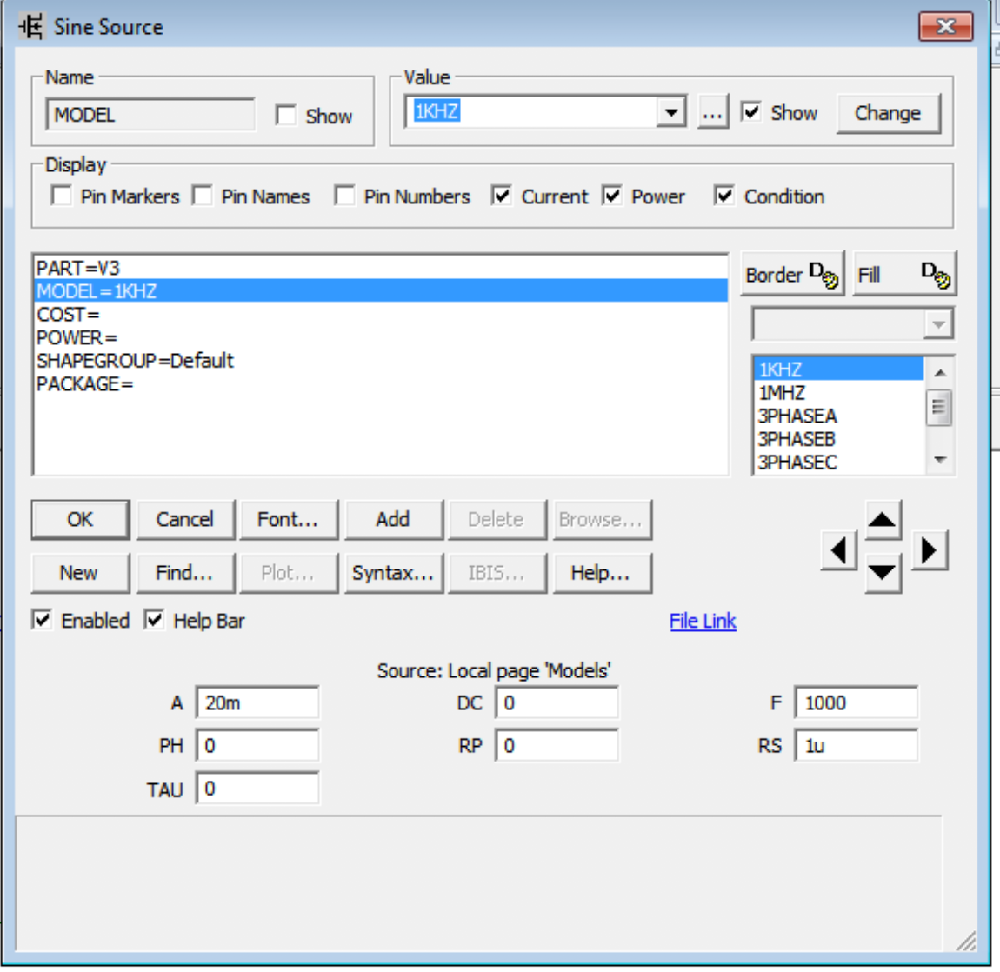 Sine Source
Name
MODEL
Show
Value
1KHZ
...
Show
Change
Display
Pin Markers Pin Names Pin Numbers Current Power Condition
PART=V3
MODEL=1KHZ
COST=
POWER=
SHAPEGROUP=Default
PACKAGE=
Border D
Fill D
1KHZ
1MHZ
3PHASEA
3PHASEB
3PHASEC
OK Cancel Font... Add Delete Browse...
New Find... Plot... Syntax... IBIS... Help...
Enabled Help Bar File Link
Source: Local page 'Models'
A 20m DC 0 F 1000
PH 0 RP 0 RS 1u
TAU 0